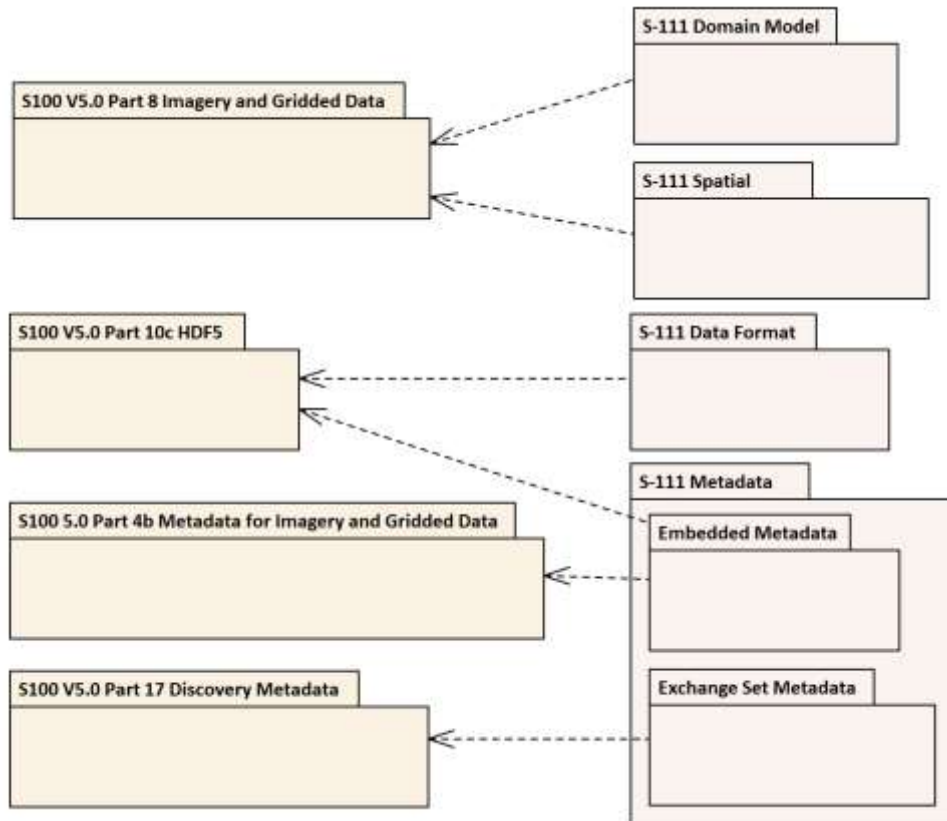 S-111 Domain Model
S100 V5.0 Part 8 Imagery and Gridded Data
S-111 Spatial
S100 V5.0 Part 10c HDF5
S-111 Data Format
S-111 Metadata
S100 5.0 Part 4b Metadata for Imagery and Gridded Data
Embedded Metadata
S100 V5.0 Part 17 Discovery Metadata
Exchange Set Metadata